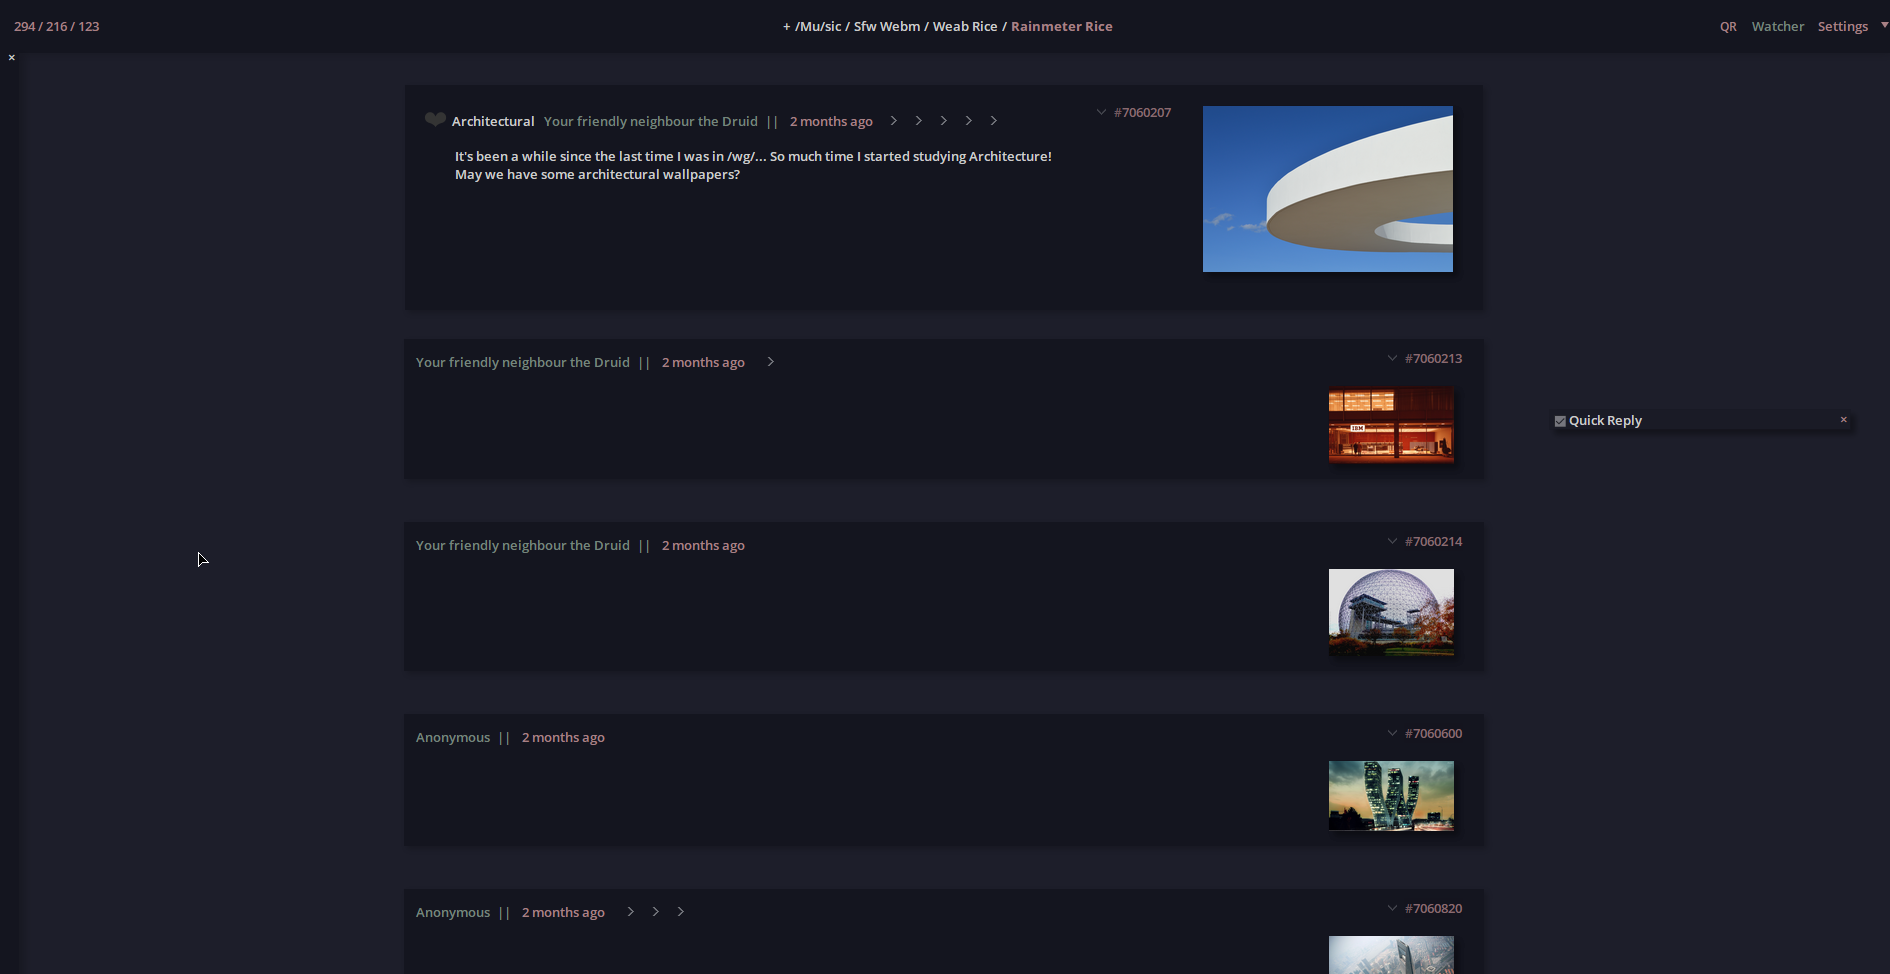 294 / 216 / 123
+ /Mu/sic / Sfw Webm / Weab Rice / Rainmeter Rice
QR Watcher Settings
Architectural Your friendly neighbour the Druid || 2 months ago
#7060207
It's been a while since the last time I was in /wg/... So much time I started studying Architecture!
May we have some architectural wallpapers?
Your friendly neighbour the Druid || 2 months ago
#7060213
IBM
Quick Reply
Your friendly neighbour the Druid || 2 months ago
#7060214
Anonymous || 2 months ago
#7060600
Anonymous || 2 months ago
#7060820